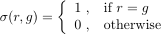 σ(r, g) = { 1 , if r = g
0 , otherwise